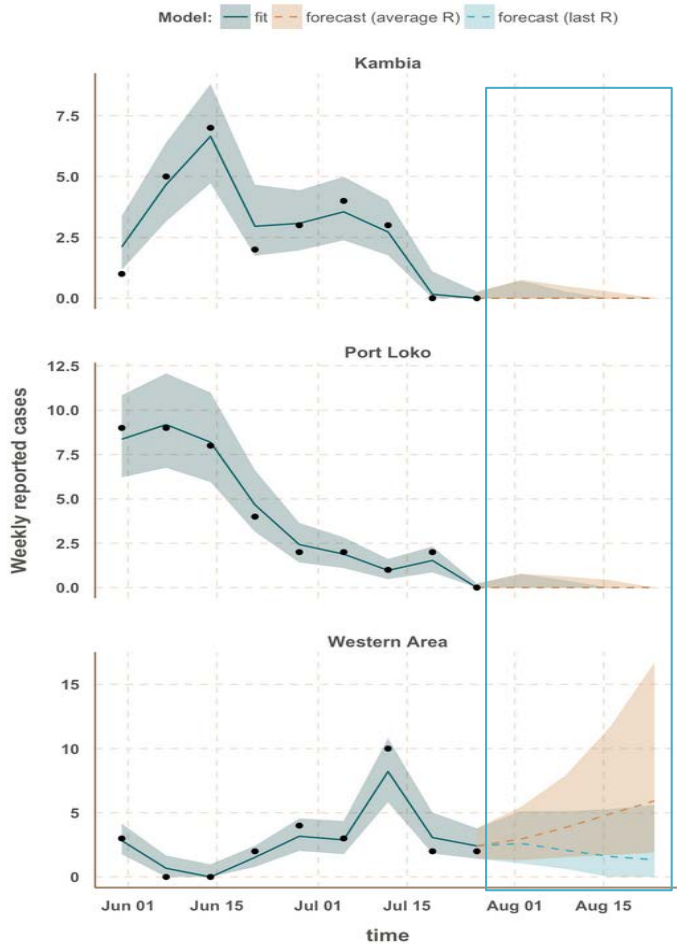 Model: fit forecast (average R) forecast (last R)
Kambia
7.5
5.0
2.5
0.0
Port Loko
12.5
10.0
7.5
5.0
2.5
0.0
Weekly reported cases
Western Area
15
10
5
0
Jun 01 Jun 15 Jul 01 Jul 15 Aug 01 Aug 15
time